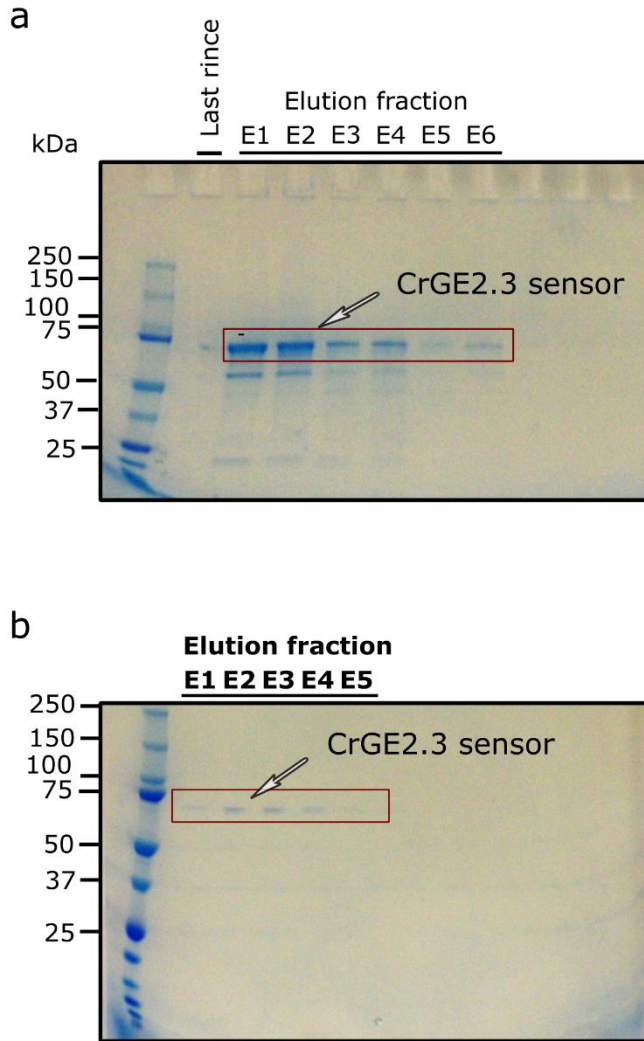 a
Last rince
Elution fraction
kDa
E1 E2 E3 E4 E5 E6
250
150
CrGE2.3 sensor
100
75
50
37
25
b
Elution fraction
E1 E2 E3 E4 E5
250
150
CrGE2.3 sensor
100
75
50
37
25